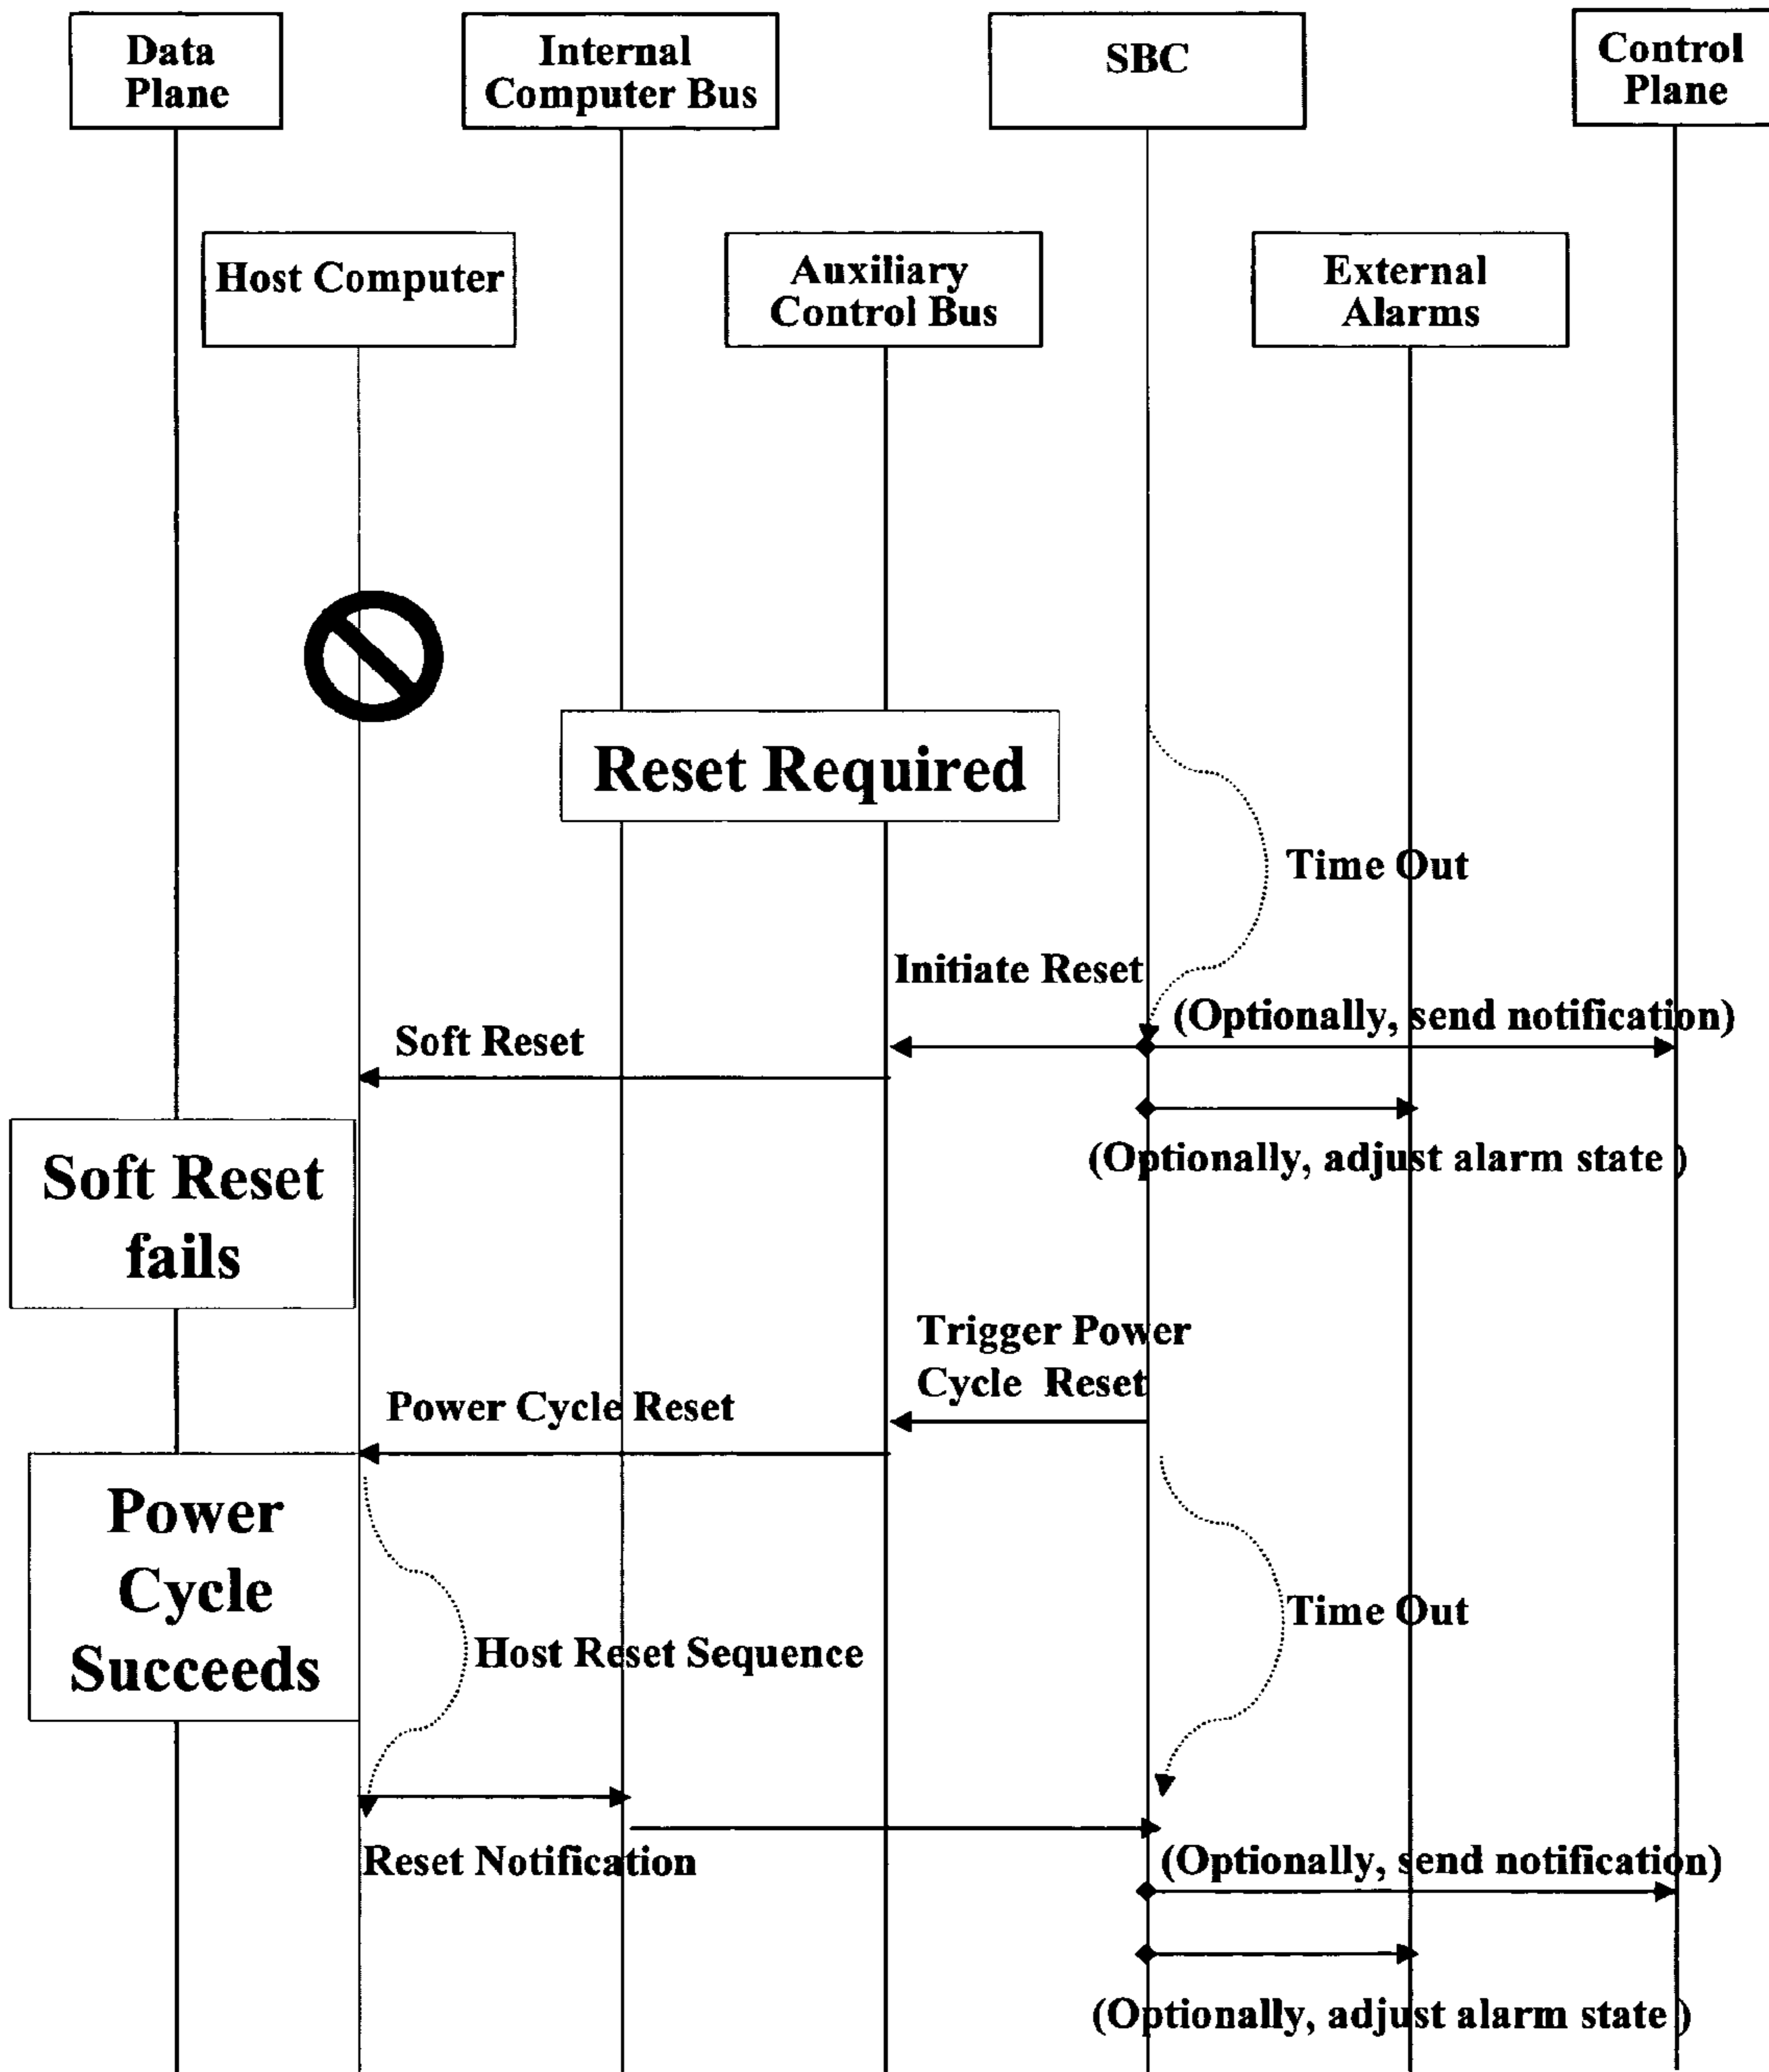 Data
Plane
Internal
Computer Bus
SBC
Control
Plane
Host Computer
Auxiliary
Control Bus
External
Alarms
Reset Required
Time Out
Initiate Reset
(Optionally, send notification)
Soft Reset
(Optionally, adjust alarm state )
Soft Reset
fails
Trigger Power
Cycle Reset
Power Cycle Reset
Power
Cycle
Succeeds
Time Out
Host Reset Sequence
Reset Notification
(Optionally, send notification)
(Optionally, adjust alarm state )